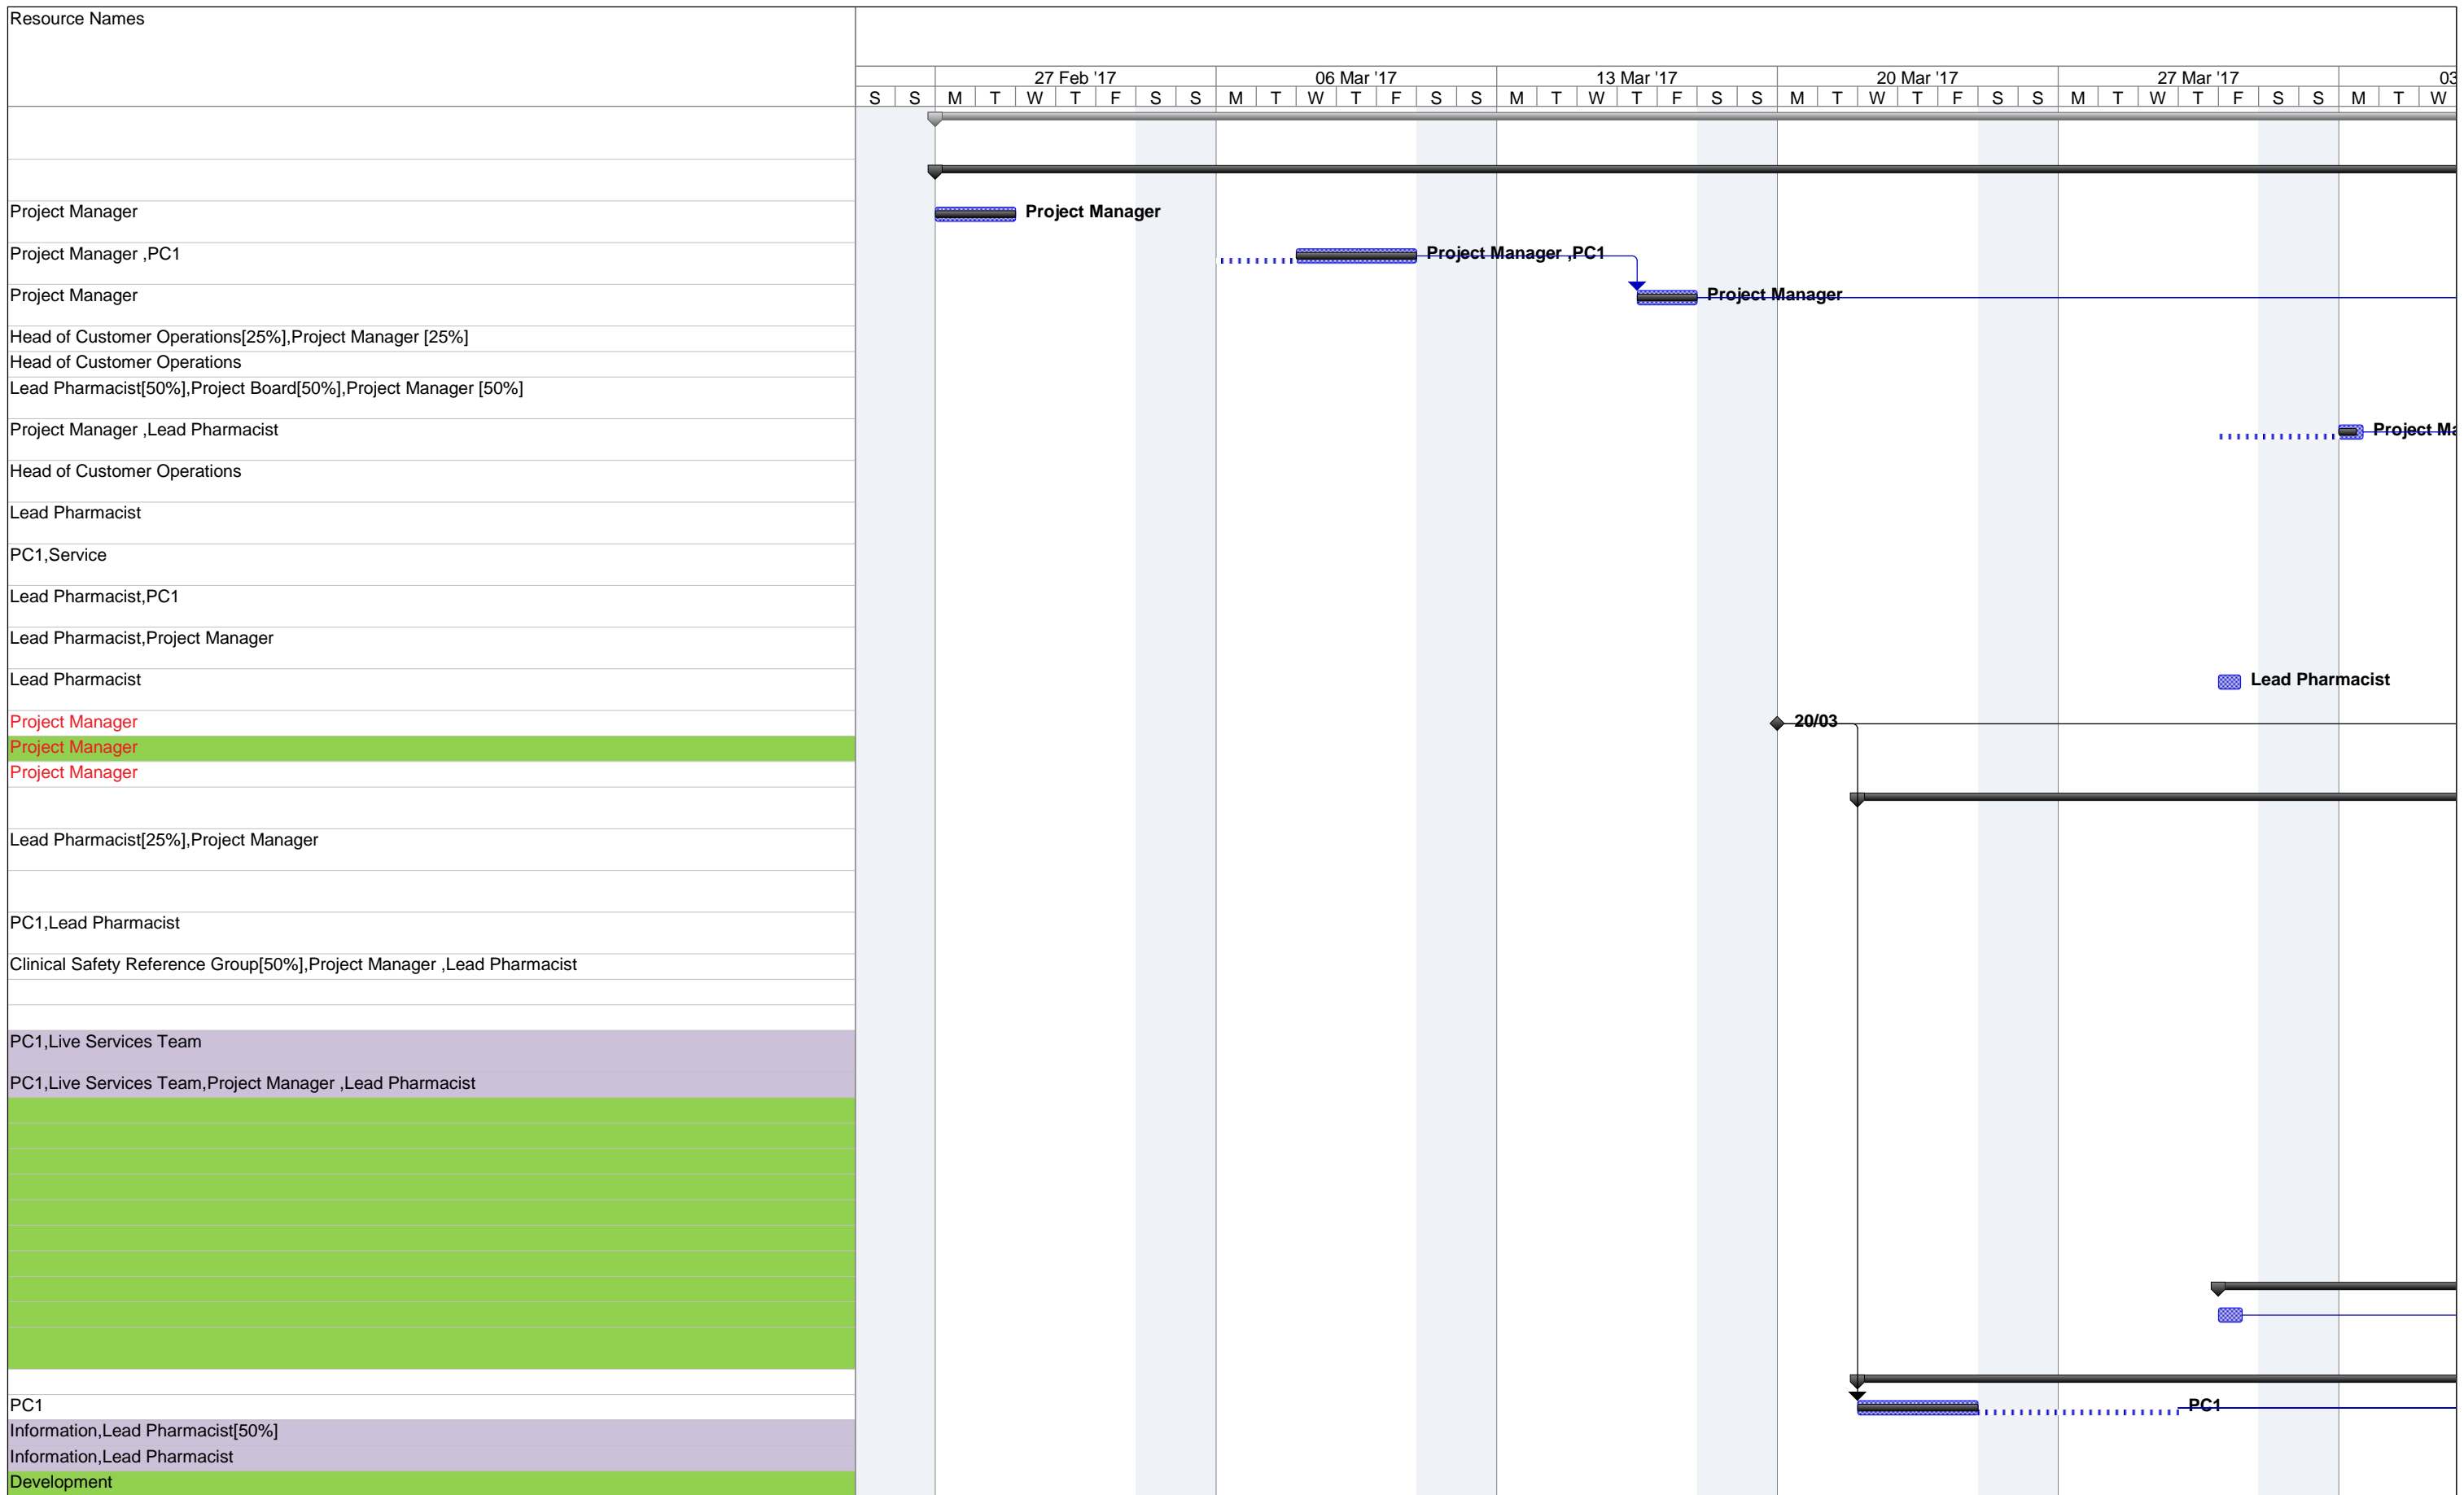 Resource Names
27 Feb '17 06 Mar '17 13 Mar '17 20 Mar '17 27 Mar '17 03
S S M T W T F S S M T W T F S S M T W T F S S M T W T F S S M T W T F S S M T W
Project Manager Project Manager
Project Manager ,PC1 Project Manager ,PC1
Project Manager Project Manager
Head of Customer Operations[25%],Project Manager [25%]
Head of Customer Operations
Lead Pharmacist[50%],Project Board[50%],Project Manager [50%]
Project Manager ,Lead Pharmacist Project Ma
Head of Customer Operations
Lead Pharmacist
PC1,Service
Lead Pharmacist,PC1
Lead Pharmacist,Project Manager
Lead Pharmacist Lead Pharmacist
Project Manager 20/03
Project Manager
Project Manager
Lead Pharmacist[25%],Project Manager
PC1,Lead Pharmacist
Clinical Safety Reference Group[50%],Project Manager ,Lead Pharmacist
PC1,Live Services Team
PC1,Live Services Team,Project Manager ,Lead Pharmacist
PC1 PC1
Information,Lead Pharmacist[50%]
Information,Lead Pharmacist
Development